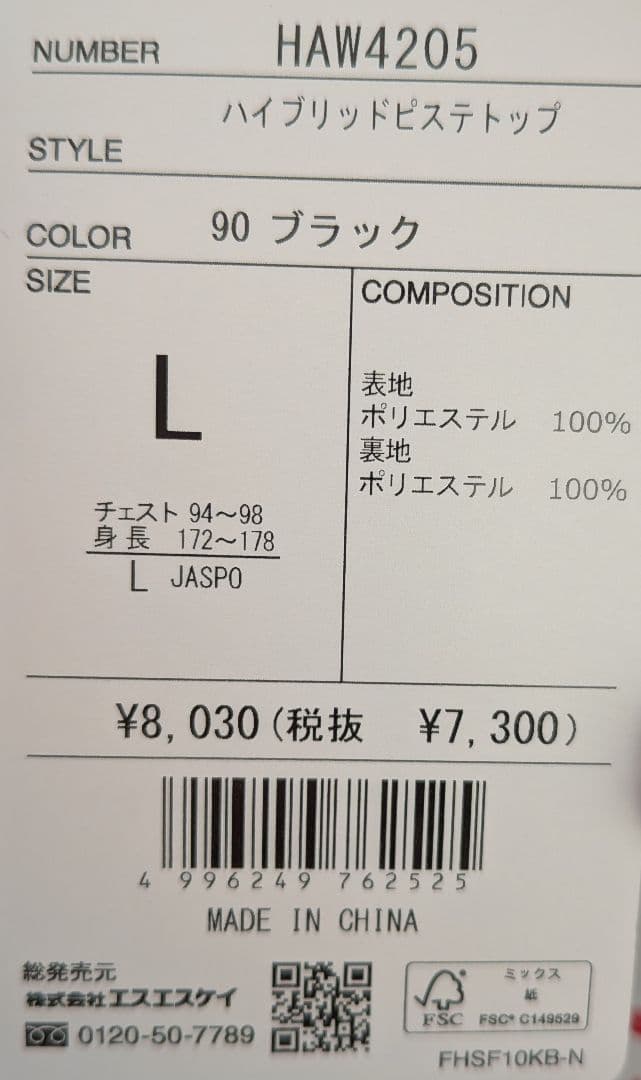 NUMBER HAW4205
ハイブリッドピステトップ
STYLE
COLOR 90 ブラック
SIZE
L
チェスト 94～98
身長 172～178
L JASPO
COMPOSITION
表地
ポリエステル 100%
裏地
ポリエステル 100%
¥8,030(税抜 ¥7,300)
4 996249 762525
MADE IN CHINA
総発売元
株式会社エスエスケイ
0120-50-7789
ミックス
紙
FSC FSC® C149529
FHSF10KB-N